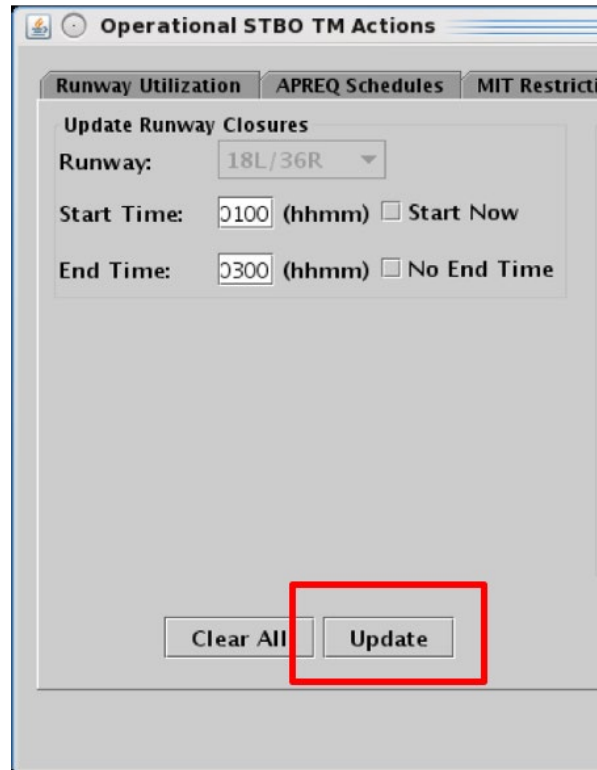 Operational STBO TM Actions
Runway Utilization APREQ Schedules MIT Restricti
Update Runway Closures
Runway: 18L/36R
Start Time: 0100 (hhmm) Start Now
End Time: 0300 (hhmm) No End Time
Clear All Update